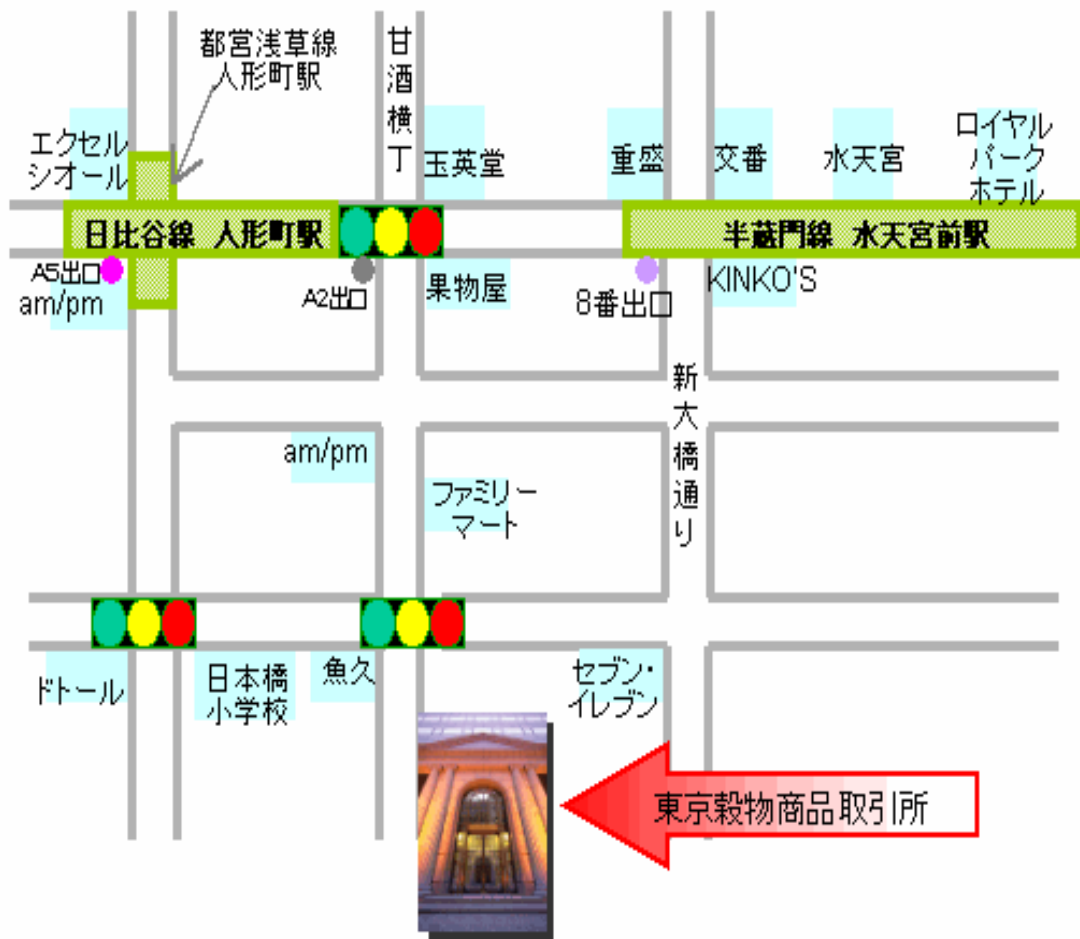 都営浅草線
人形町駅
甘酒横丁
エクセル
シオール
玉英堂
重盛
交番
水天宮
ロイヤル
パーク
ホテル
日比谷線 人形町駅
半蔵門線 水天宮前駅
A5出口
am/pm
A2出口
果物屋
8番出口
KINKO'S
新大橋通り
am/pm
ファミリー
マート
ドトール
日本橋
小学校
魚久
セブン・
イレブン
東京穀物商品取引所